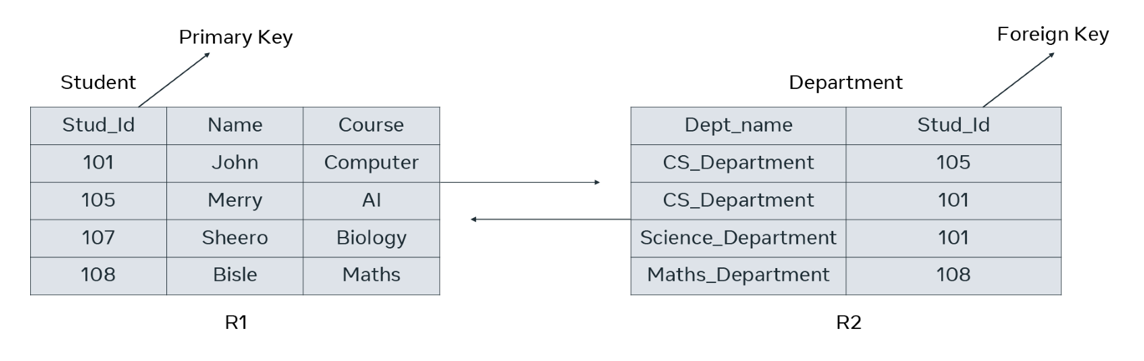 Primary Key
Foreign Key
Student
Department
Stud_Id Name Course
101 John Computer
105 Merry AI
107 Sheero Biology
108 Bisle Maths
Dept_name Stud_Id
CS_Department 105
CS_Department 101
Science_Department 101
Maths_Department 108
R1
R2